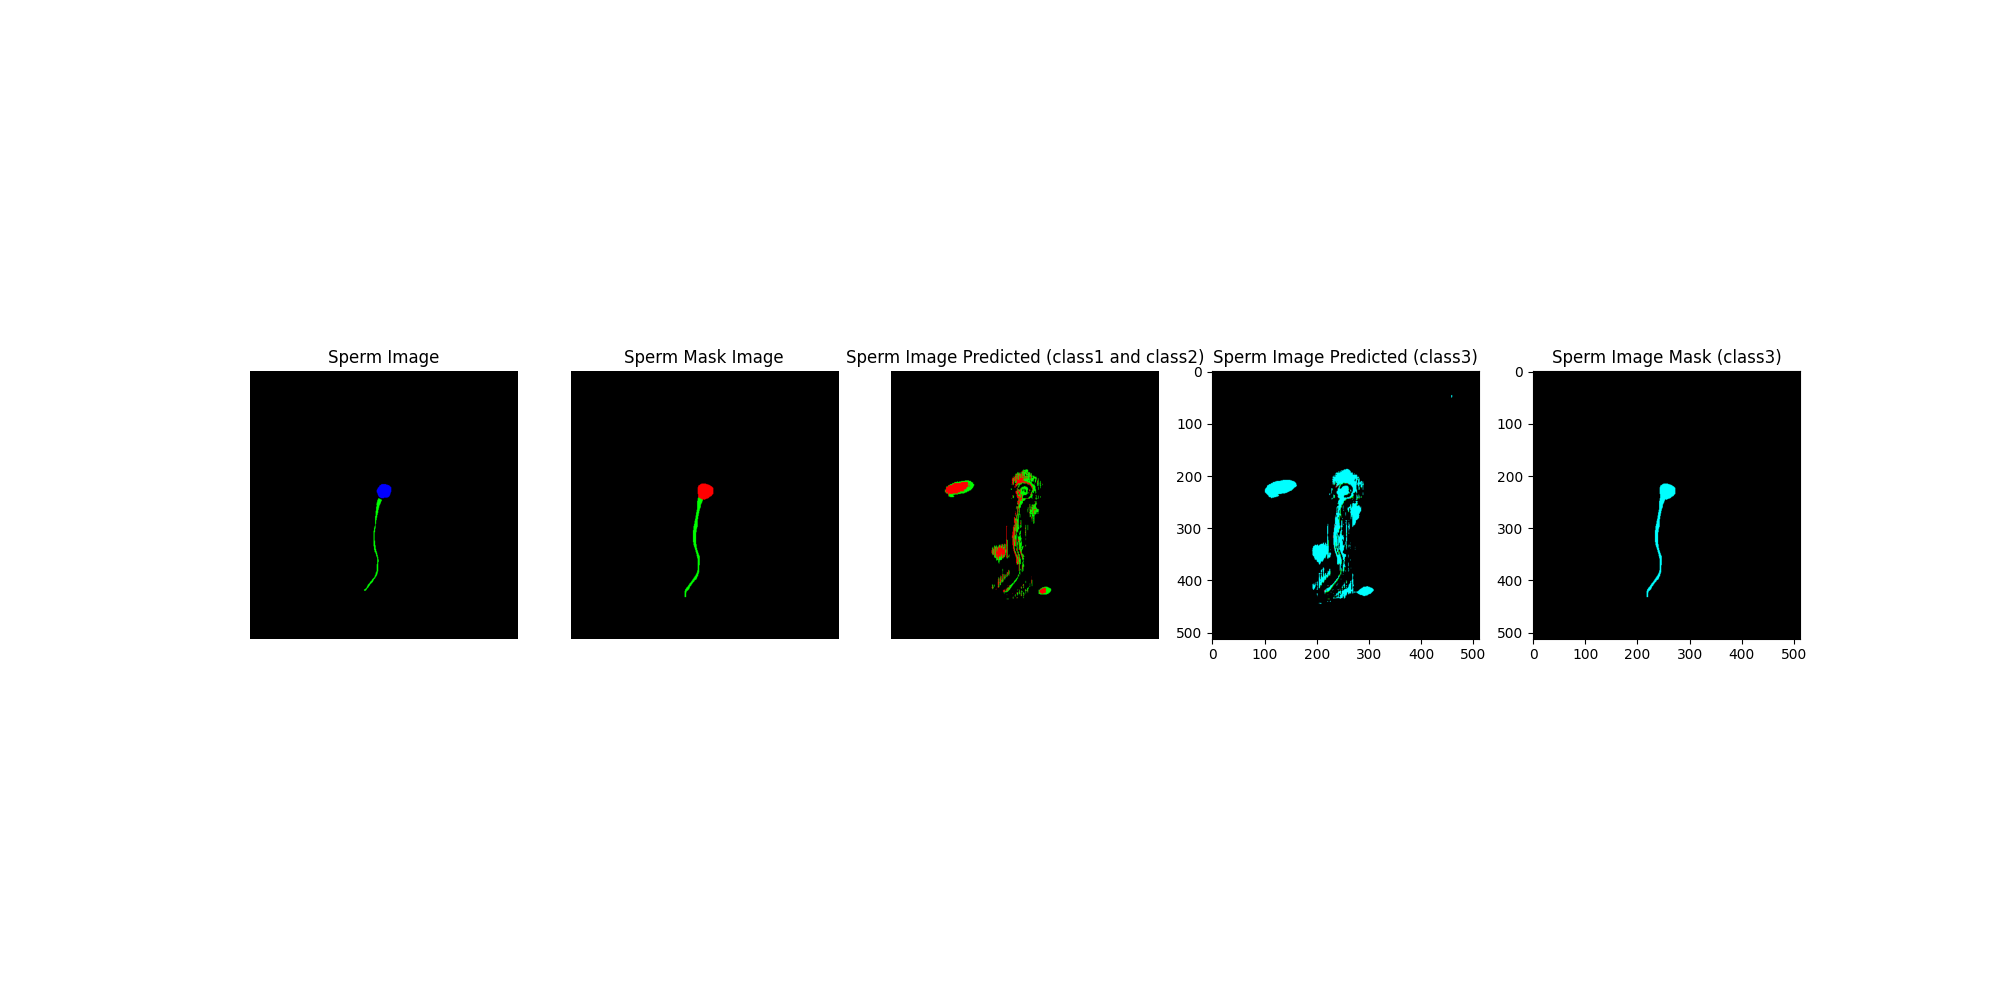 Sperm Image
Sperm Mask Image
Sperm Image Predicted (class1 and class2)
Sperm Image Predicted (class3)
Sperm Image Mask (class3)
0
100
200
300
400
500
0 100 200 300 400 500
0
100
200
300
400
500
0 100 200 300 400 500